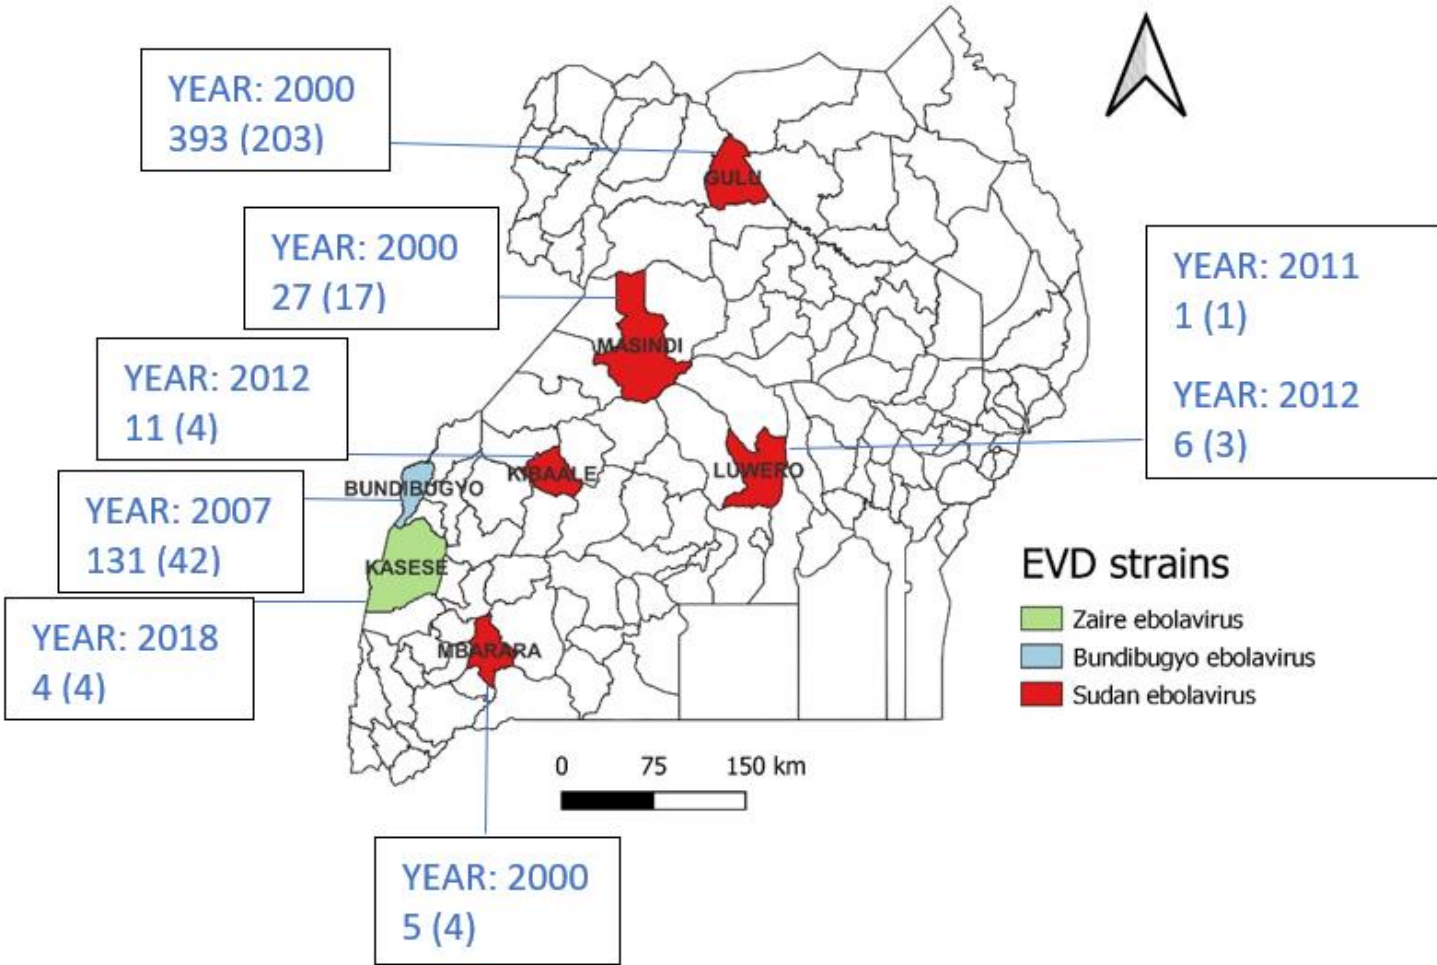 YEAR: 2000
393 (203)
GULU
YEAR: 2000
27 (17)
MASINDI
YEAR: 2011
1 (1)
YEAR: 2012
6 (3)
LUWERO
YEAR: 2012
11 (4)
KIBAALE
BUNDIBUGYO
YEAR: 2007
131 (42)
KASESE
YEAR: 2018
4 (4)
MBARARA
EVD strains
Zaire ebolavirus
Bundibugyo ebolavirus
Sudan ebolavirus
0 75 150 km
YEAR: 2000
5 (4)